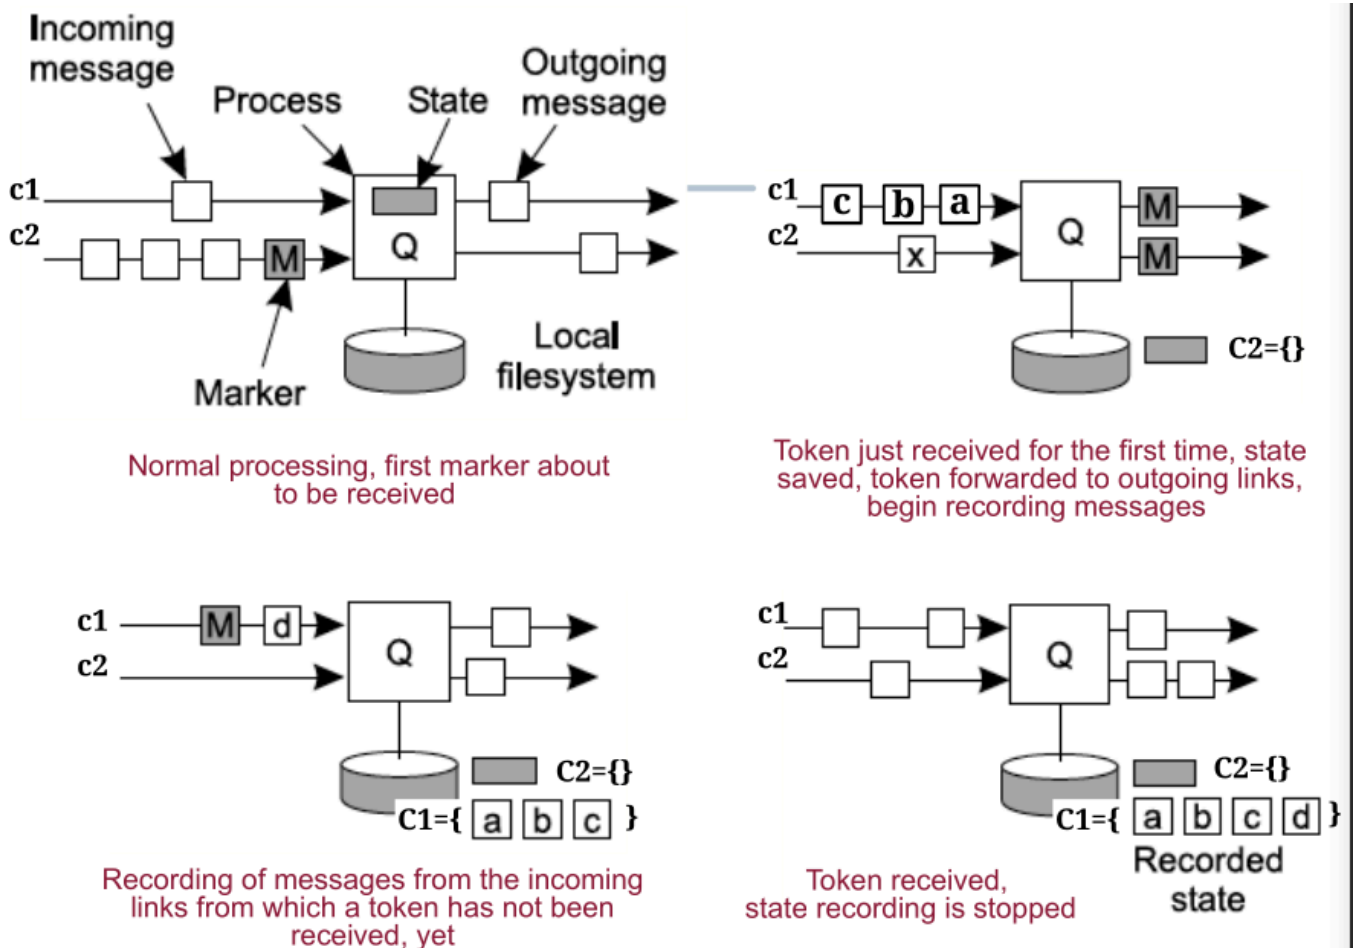 Incoming
message
Process
State
Outgoing
message
c1
c2
M
Q
Marker
Local
filesystem
Normal processing, first marker about
to be received
c1
c b a
M
c2
x
M
Q
C2={}
Token just received for the first time, state
saved, token forwarded to outgoing links,
begin recording messages
c1
M d
c2
Q
C2={}
C1={ a b c }
Recording of messages from the incoming
links from which a token has not been
received, yet
c1
c2
Q
C2={}
C1={ a b c d }
Recorded
state
Token received,
state recording is stopped